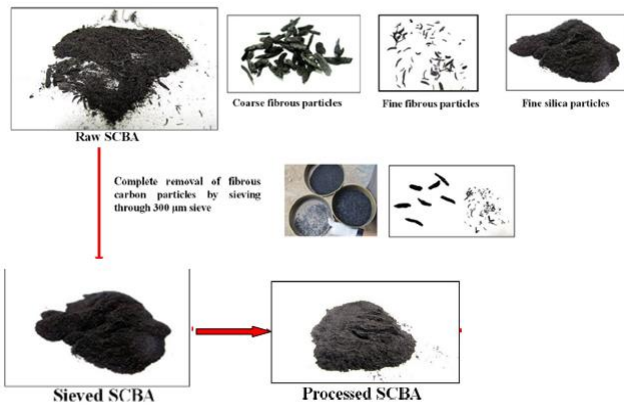 Coarse fibrous particles
Fine fibrous particles
Fine silica particles
Raw SCBA
Complete removal of fibrous
carbon particles by sieving
through 300 µm sieve
Sieved SCBA
Processed SCBA